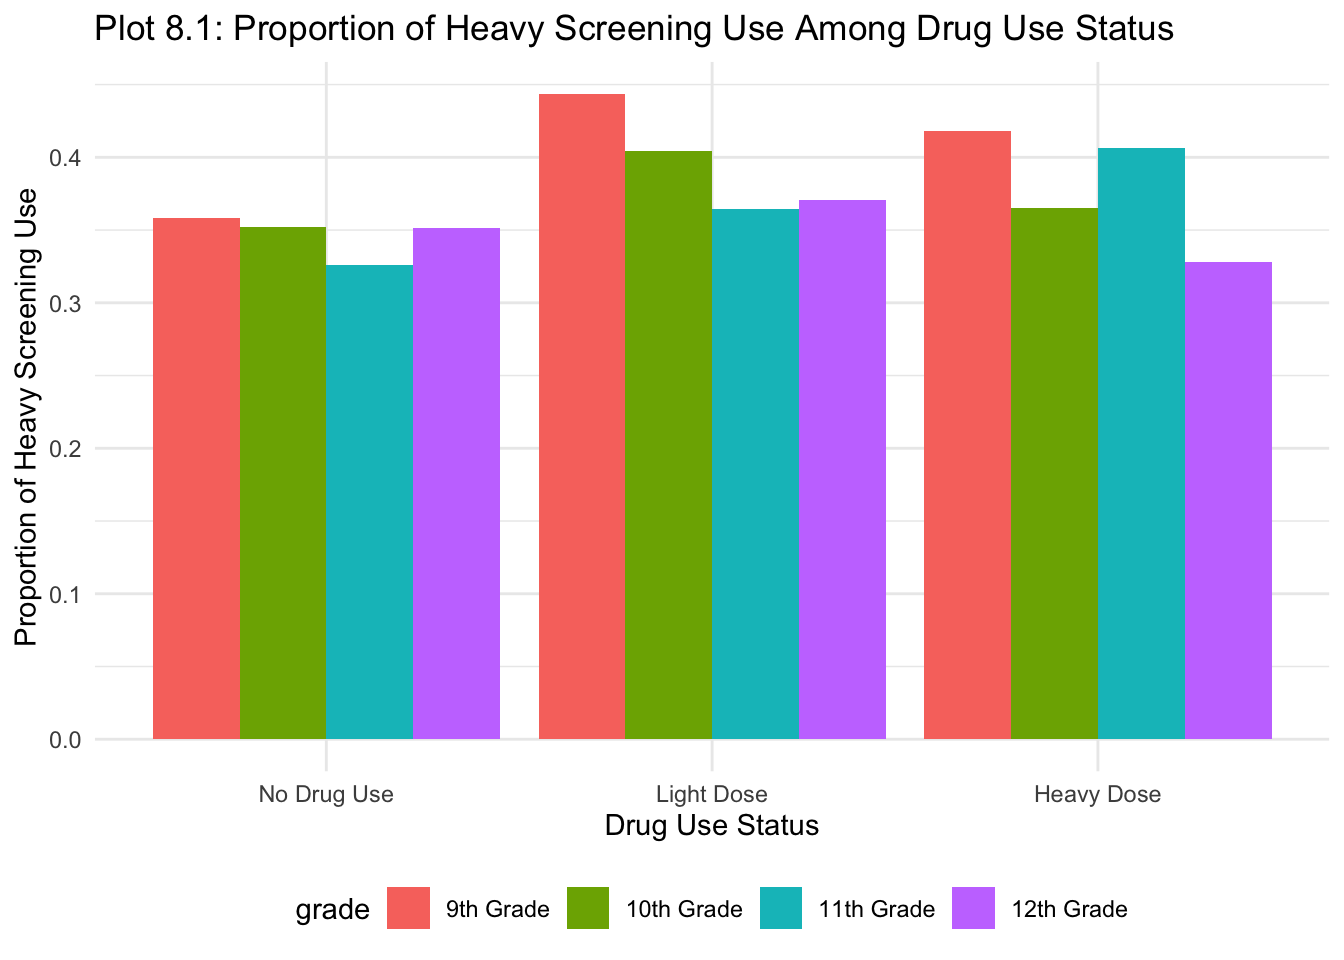 Plot 8.1: Proportion of Heavy Screening Use Among Drug Use Status
Proportion of Heavy Screening Use
0.4
0.3
0.2
0.1
0.0
No Drug Use Light Dose Heavy Dose
Drug Use Status
grade 9th Grade 10th Grade 11th Grade 12th Grade